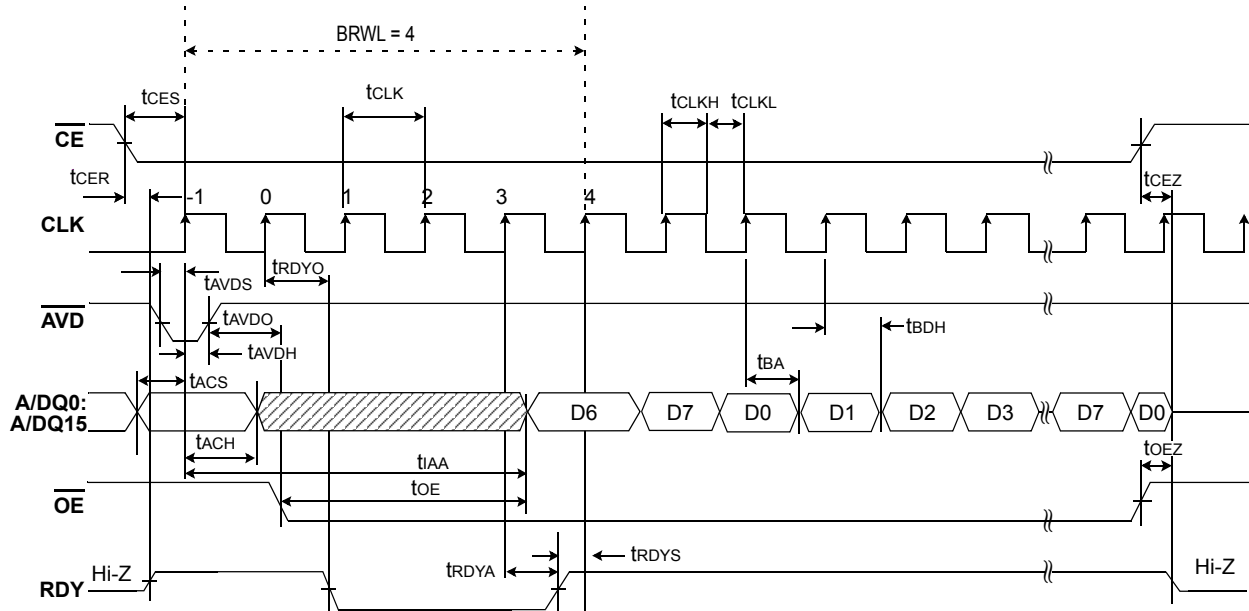 BRWL = 4
tCES
tCLK
tCLKH
tCLKL
CE
tCER
tCEZ
-1
0
1
2
3
4
CLK
tRDYO
tAVDS
AVD
tAVDO
tBDH
tAVDH
tBA
tACS
A/DQ0:
A/DQ15
D6
D7
D0
D1
D2
D3
D7
D0
tACH
tIAA
tOEZ
OE
tOE
tRDYS
tRDYA
Hi-Z
RDY
Hi-Z